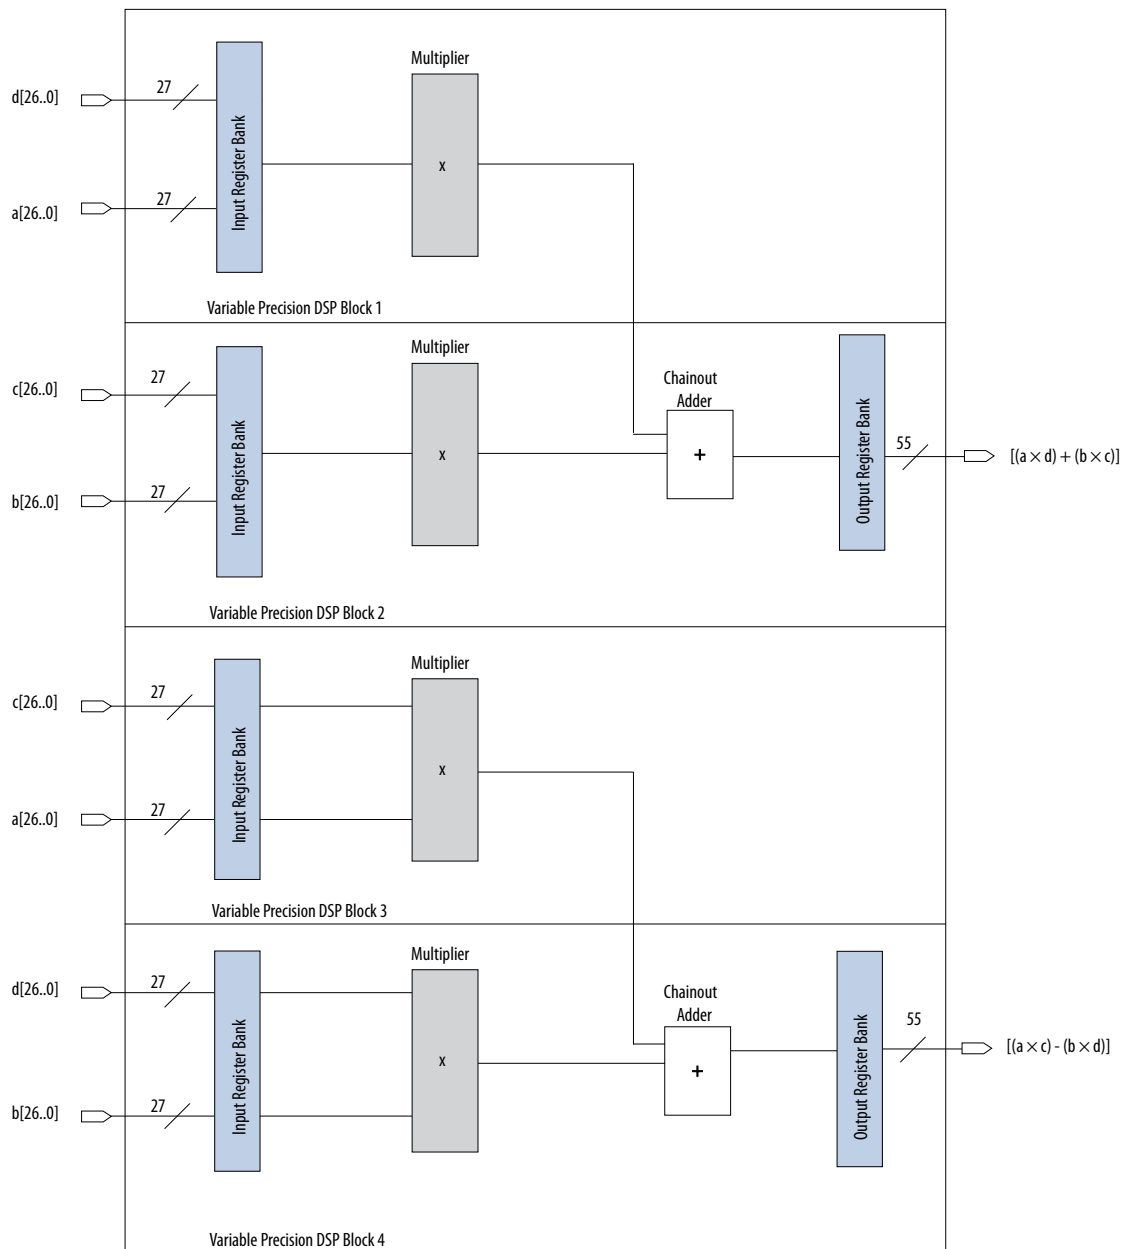 Multiplier
d[26..0]
27
Input Register Bank
x
27
a[26..0]
Variable Precision DSP Block 1
Multiplier
c[26..0]
27
Input Register Bank
x
Chainout
Adder
+
Output Register Bank
55
[(a × d) + (b × c)]
27
b[26..0]
Variable Precision DSP Block 2
Multiplier
c[26..0]
27
Input Register Bank
x
27
a[26..0]
Variable Precision DSP Block 3
Multiplier
d[26..0]
27
Input Register Bank
x
Chainout
Adder
+
Output Register Bank
55
[(a × c) - (b × d)]
27
b[26..0]
Variable Precision DSP Block 4